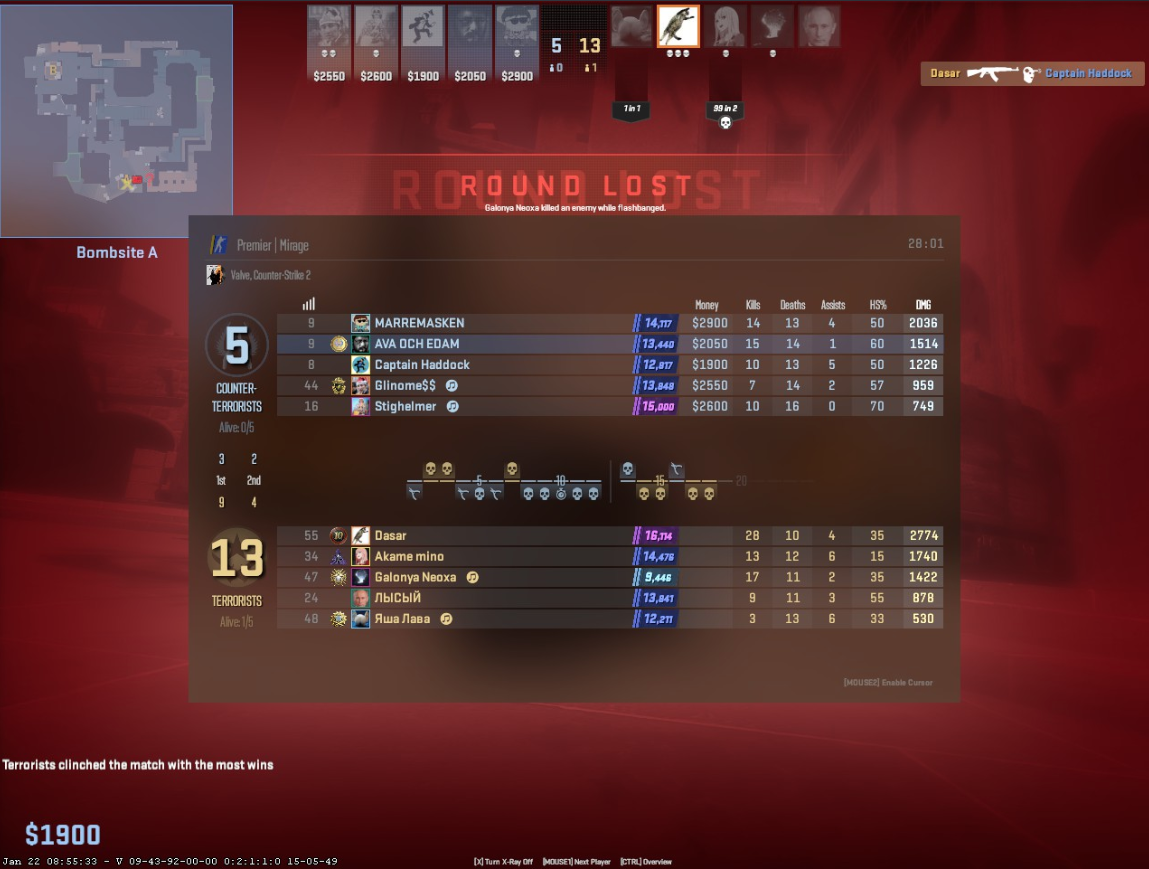 B
$2550 $2600 $1900 $2050 $2900
5 13
0 1
1 in 1 99 in 2
Dasar Captain Haddock
ROUND LOST
Galonya Neoxa killed an enemy while flashbanged.
Bombsite A
Premier | Mirage 28:01
Valve, Counter-Strike 2
Money Kills Deaths Assists HS% DMG
9 MARREMASKEN 14,117 $2900 14 13 4 50 2036
9 AVA OCH EDAM 13,440 $2050 15 14 1 60 1514
8 Captain Haddock 12,817 $1900 10 13 5 50 1226
44 Glinome$$ 13,848 $2550 7 14 2 57 959
16 Stighelmer 15,000 $2600 10 16 0 70 749
5
COUNTER-
TERRORISTS
Alive: 0/5
3 2
1st 2nd
9 4
5 10 15 20
13
TERRORISTS
Alive: 1/5
55 Dasar 16,114 28 10 4 35 2774
34 Akame mino 14,476 13 12 6 15 1740
47 Galonya Neoxa 9,446 17 11 2 35 1422
24 ЛЫСЫЙ 13,841 9 11 3 55 878
48 Яша Лава 12,211 3 13 6 33 530
[MOUSE2] Enable Cursor
Terrorists clinched the match with the most wins
$1900
Jan 22 08:55:33 - V 09-43-92-00-00 0:2:1:1:0 15-05-49
[X] Turn X-Ray Off [MOUSE1] Next Player [CTRL] Overview